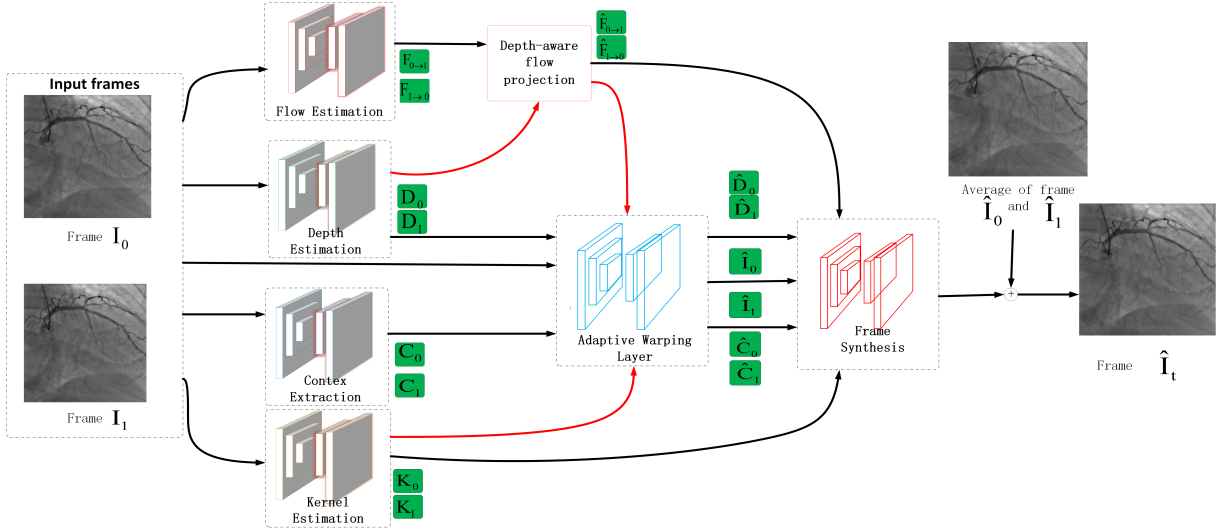 Input frames
Frame I₀
Frame I₁
Flow Estimation
F₀→₁
F₁→₀
Depth-aware
flow
projection
F̂₀→₁
F̂₁→₀
Depth
Estimation
D₀
D₁
Contex
Extraction
C₀
C₁
Kernel
Estimation
K₀
K₁
Adaptive Warping
Layer
D̂₀
D̂₁
Î₀
Î₁
Ĉ₀
Ĉ₁
Frame
Synthesis
Average of frame
Î₀ and Î₁
+
Frame Îₜ